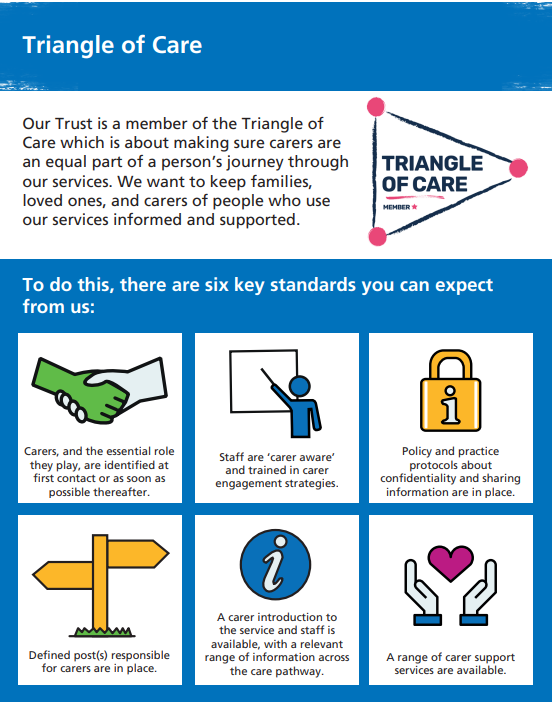 Triangle of Care
Our Trust is a member of the Triangle of
Care which is about making sure carers are
an equal part of a person's journey through
our services. We want to keep families,
loved ones, and carers of people who use
our services informed and supported.
TRIANGLE
OF CARE
MEMBER
To do this, there are six key standards you can expect
from us:
Carers, and the essential role
they play, are identified at
first contact or as soon as
possible thereafter.
Staff are ‘carer aware’
and trained in carer
engagement strategies.
i
Policy and practice
protocols about
confidentiality and sharing
information are in place.
Defined post(s) responsible
for carers are in place.
i
A carer introduction to
the service and staff is
available, with a relevant
range of information across
the care pathway.
A range of carer support
services are available.